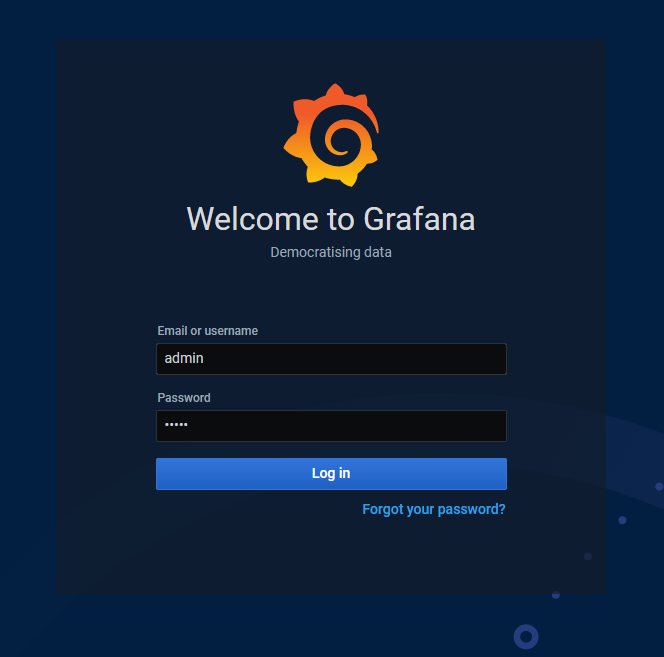 Welcome to Grafana
Democratising data
Email or username
admin
Password
•••••
Log in
Forgot your password?